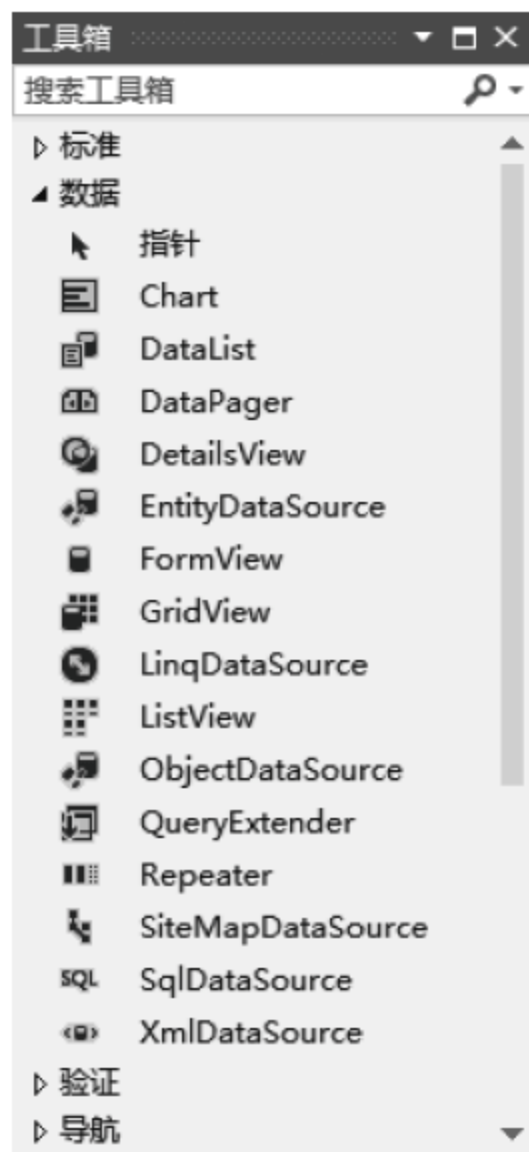 工具箱
搜索工具箱
标准
数据
指针
Chart
DataList
DataPager
DetailsView
EntityDataSource
FormView
GridView
LinqDataSource
ListView
ObjectDataSource
QueryExtender
Repeater
SiteMapDataSource
SQL SqlDataSource
XmlDataSource
验证
导航